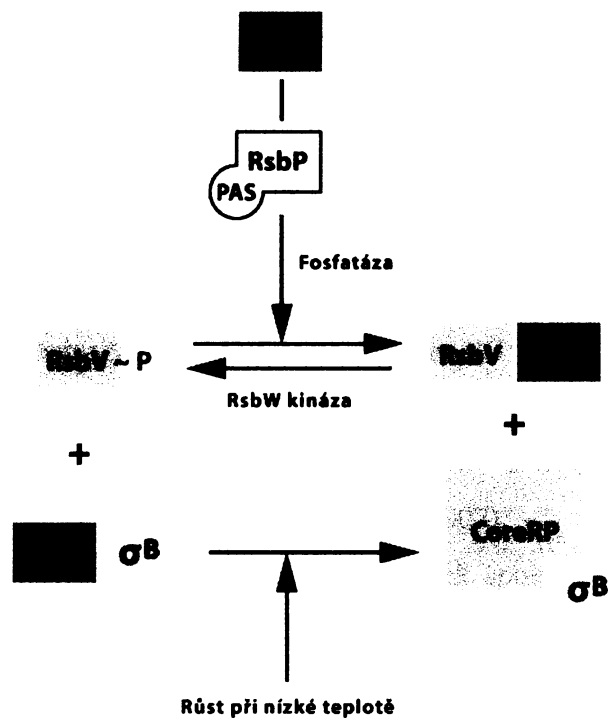 RsbP
PAS
Fosfatáza
RsbV ~ P
RsbV
RsbW kináza
+
+
σB
CoreRP
σB
Růst při nízké teplotě